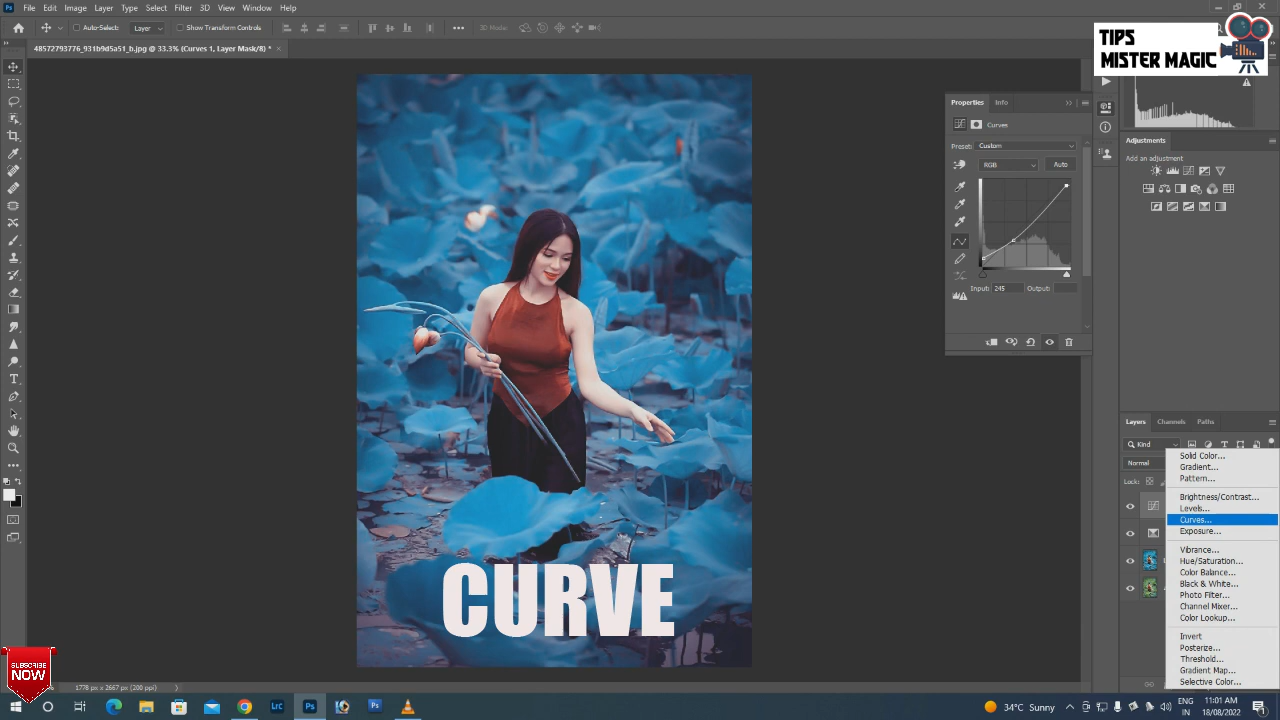 File Edit Image Layer Type Select Filter 3D View Window Help
Auto-Select: Layer Show Transform Controls 3D Mode:
48572793776_931b9d5a51_b.jpg @ 33.3% (Curves 1, Layer Mask/8) *
TIPS
MISTER MAGIC
Properties Info
Curves
Preset: Custom
RGB Auto
Input: 245 Output:
Adjustments
Add an adjustment
Layers Channels Paths
Kind
Normal
Lock:
Solid Color...
Gradient...
Pattern...
Brightness/Contrast...
Levels...
Curves...
Exposure...
Vibrance...
Hue/Saturation...
Color Balance...
Black & White...
Photo Filter...
Channel Mixer...
Color Lookup...
Invert
Posterize...
Threshold...
Gradient Map...
Selective Color...
CURVE
SUBSCRIBE
NOW
1778 px x 2667 px (200 ppi)
34°C Sunny
ENG
IN
11:01 AM
18/08/2022